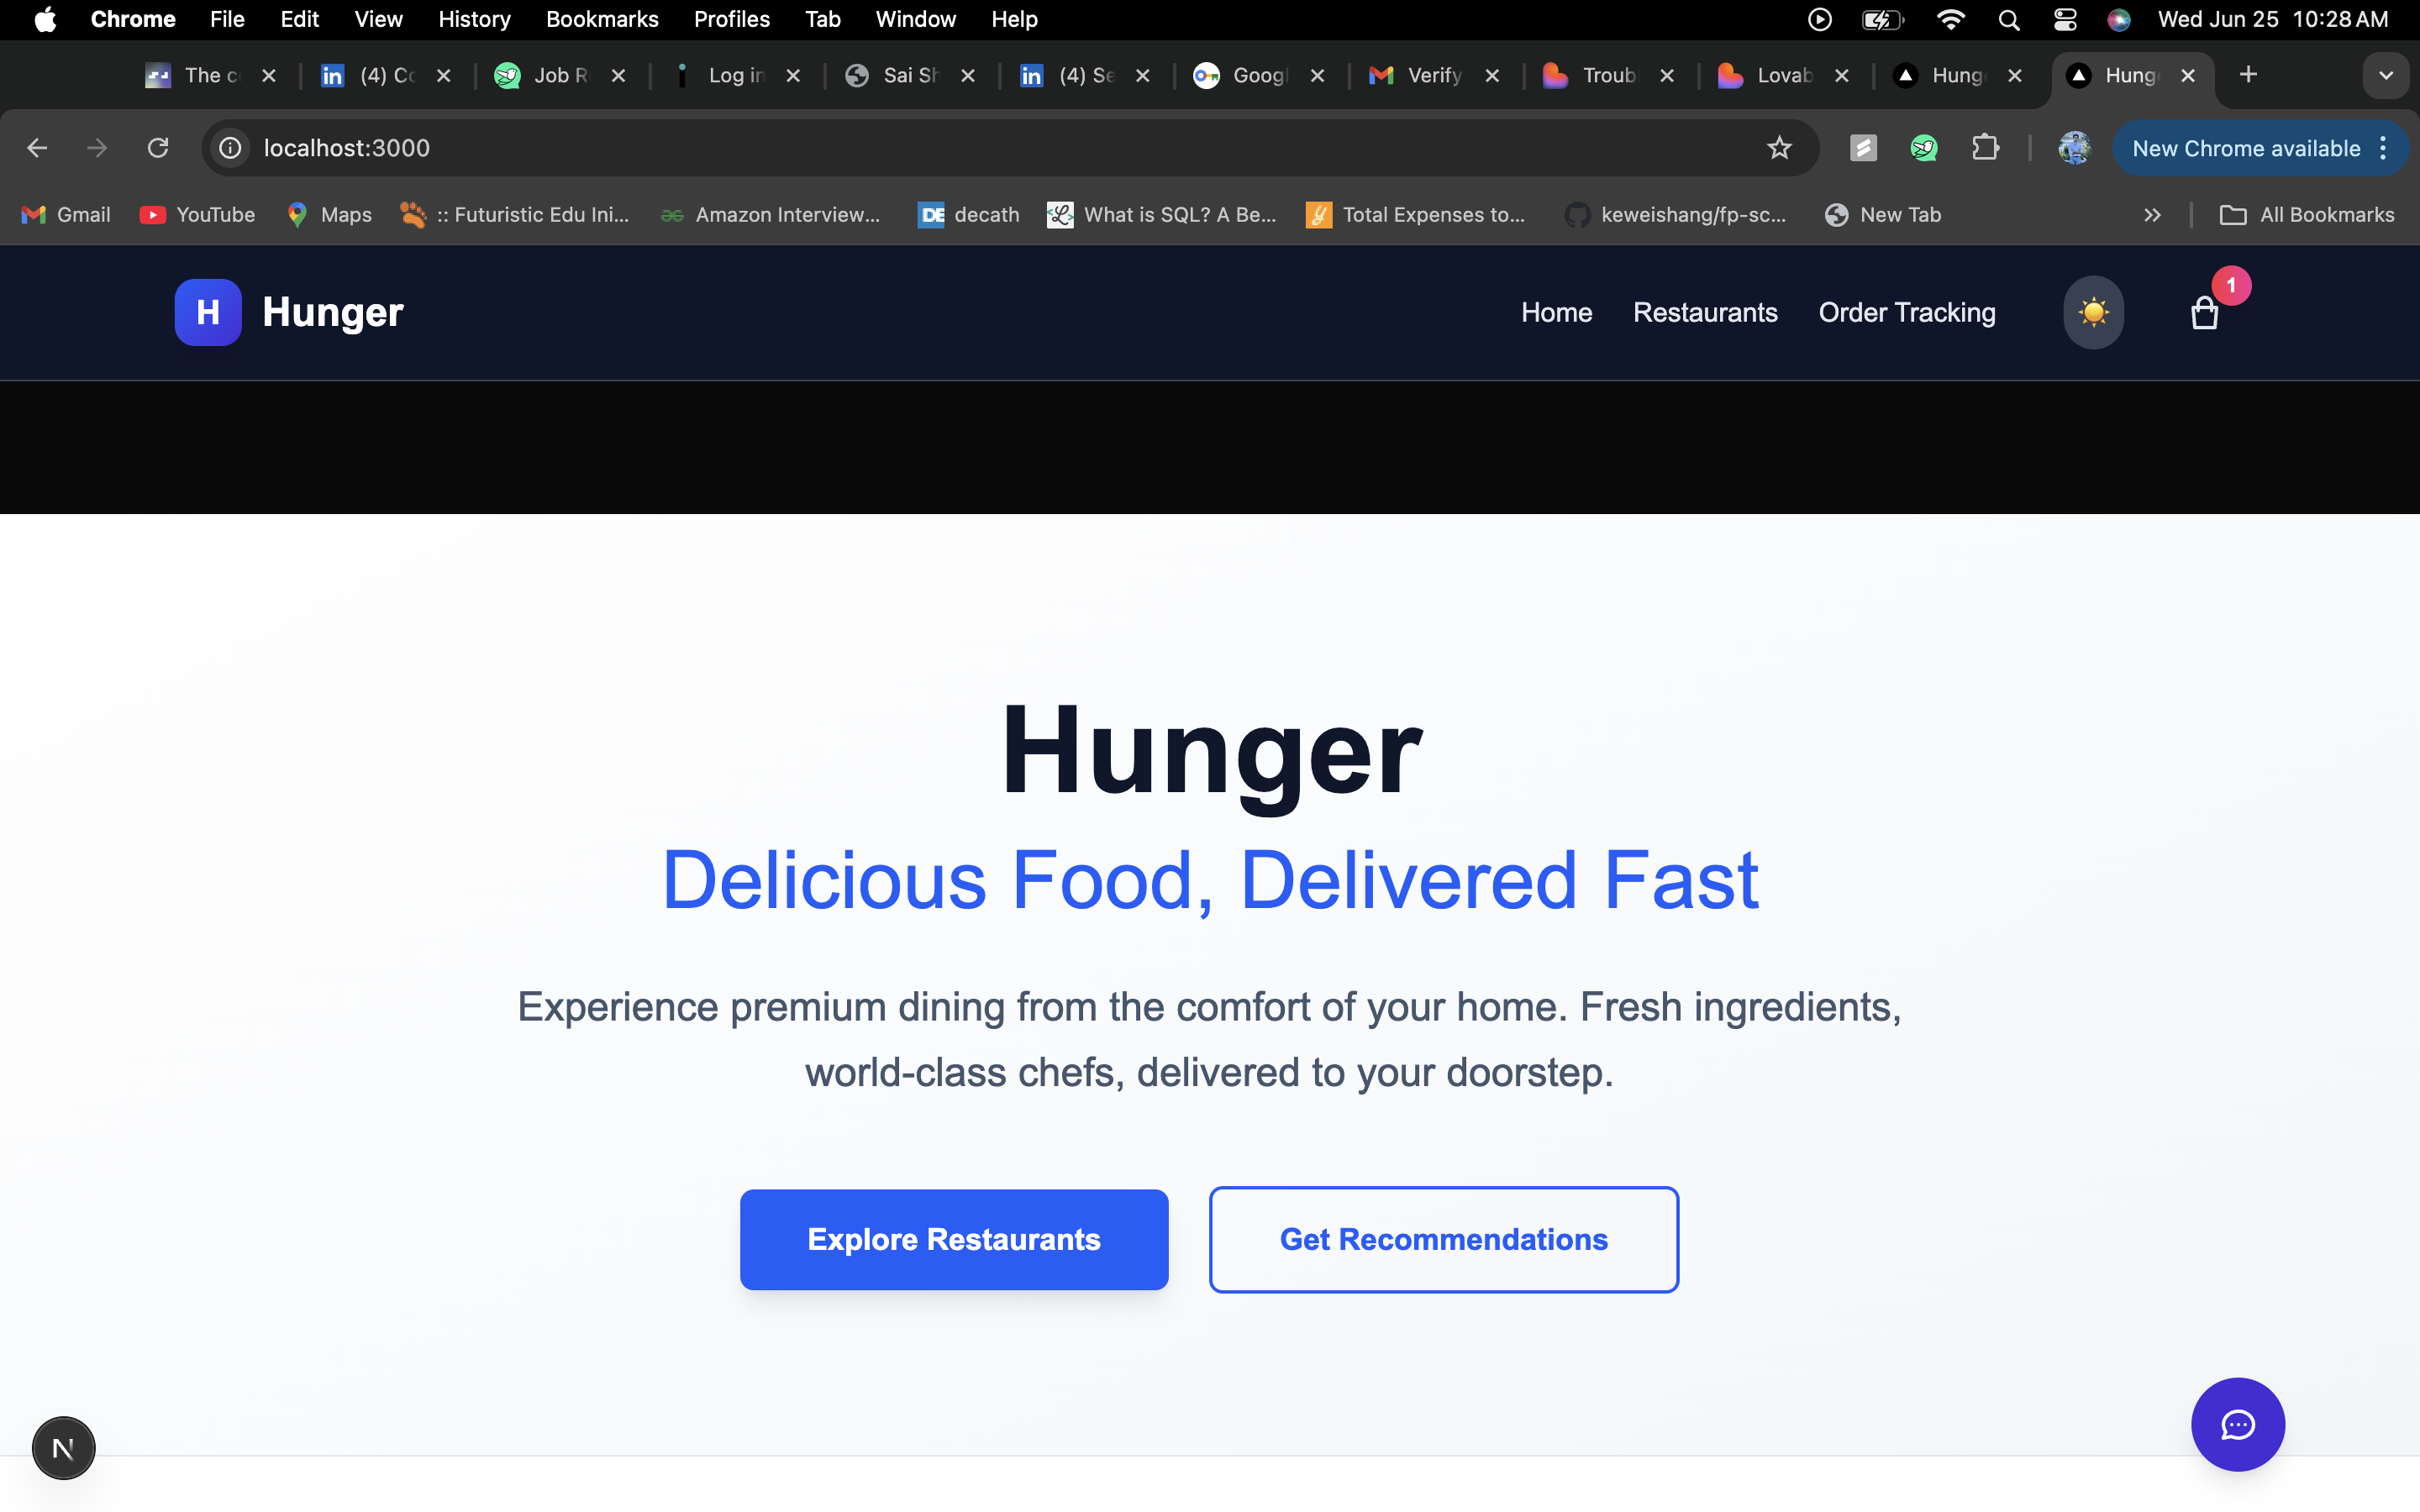 Chrome File Edit View History Bookmarks Profiles Tab Window Help Wed Jun 25 10:28 AM
The c (4) Co Job R Log in Sai Sh (4) Se Googl Verify Troub Lovab Hung Hung
localhost:3000 New Chrome available
Gmail YouTube Maps :: Futuristic Edu Ini... Amazon Interview... DE decath What is SQL? A Be... Total Expenses to... keweishang/fp-sc... New Tab All Bookmarks
H Hunger Home Restaurants Order Tracking 1
Hunger
Delicious Food, Delivered Fast
Experience premium dining from the comfort of your home. Fresh ingredients,
world-class chefs, delivered to your doorstep.
Explore Restaurants Get Recommendations
N